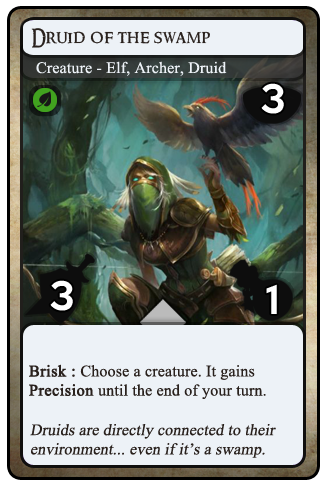 Druid of the swamp
Creature - Elf, Archer, Druid
3
3
1
Brisk : Choose a creature. It gains
Precision until the end of your turn.
Druids are directly connected to their
environment... even if it's a swamp.